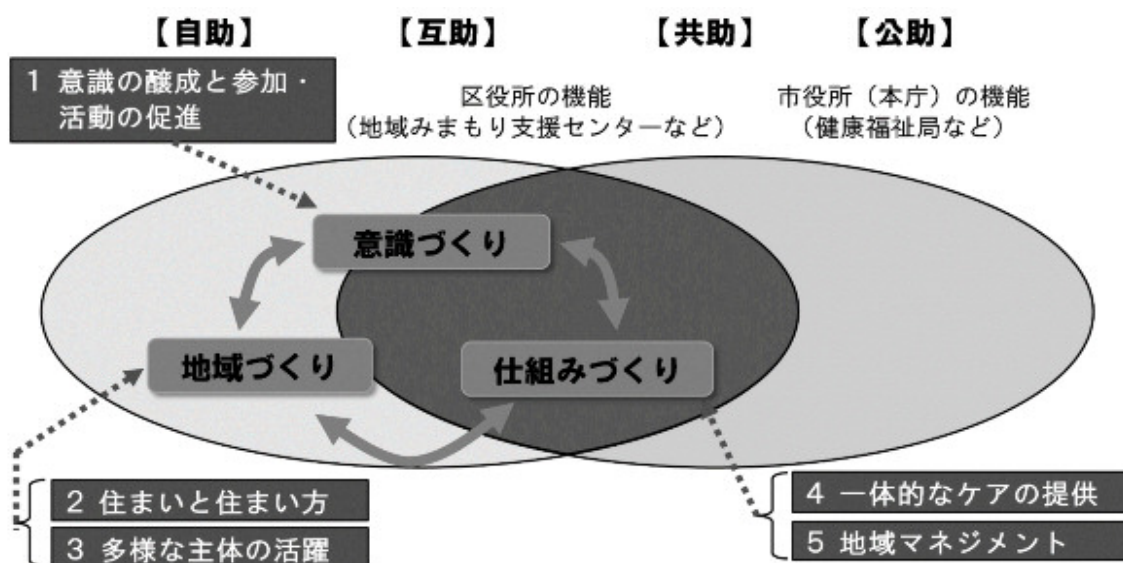 【自助】 【互助】 【共助】 【公助】
1 意識の醸成と参加・
活動の促進
区役所の機能
（地域みまもり支援センターなど）
市役所（本庁）の機能
（健康福祉局など）
意識づくり
地域づくり
仕組みづくり
2 住まいと住まい方
3 多様な主体の活躍
4 一体的なケアの提供
5 地域マネジメント